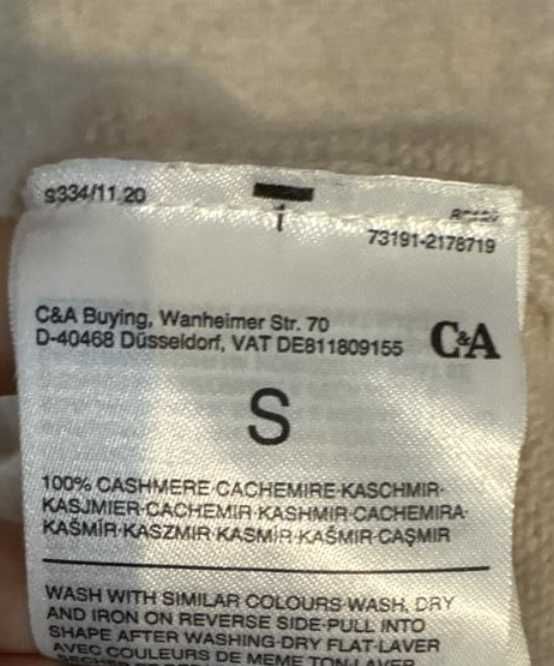 9334/11.20
73191-2178719
C&A Buying, Wanheimer Str. 70
D-40468 Düsseldorf, VAT DE811809155
C&A
S
100% CASHMERE·CACHEMIRE·KASCHMIR·
KASJMIER·CACHEMIR·KASHMIR·CACHEMIRA·
KAŠMÍR·KASZMIR·KASMÍR·KAŠMIR·CAŞMIR
WASH WITH SIMILAR COLOURS·WASH, DRY
AND IRON ON REVERSE SIDE·PULL INTO
SHAPE AFTER WASHING·DRY FLAT·LAVER
AVEC COULEURS DE MEME TON·LAVER